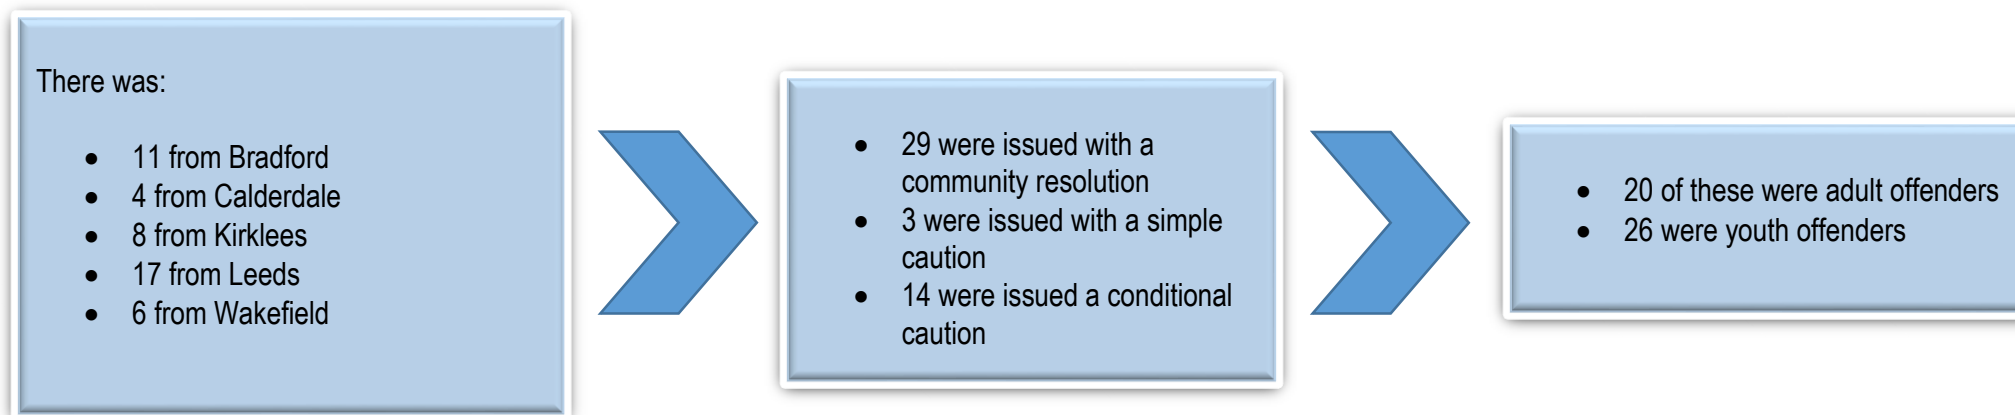 There was:
• 11 from Bradford
• 4 from Calderdale
• 8 from Kirklees
• 17 from Leeds
• 6 from Wakefield
• 29 were issued with a
community resolution
• 3 were issued with a simple
caution
• 14 were issued a conditional
caution
• 20 of these were adult offenders
• 26 were youth offenders